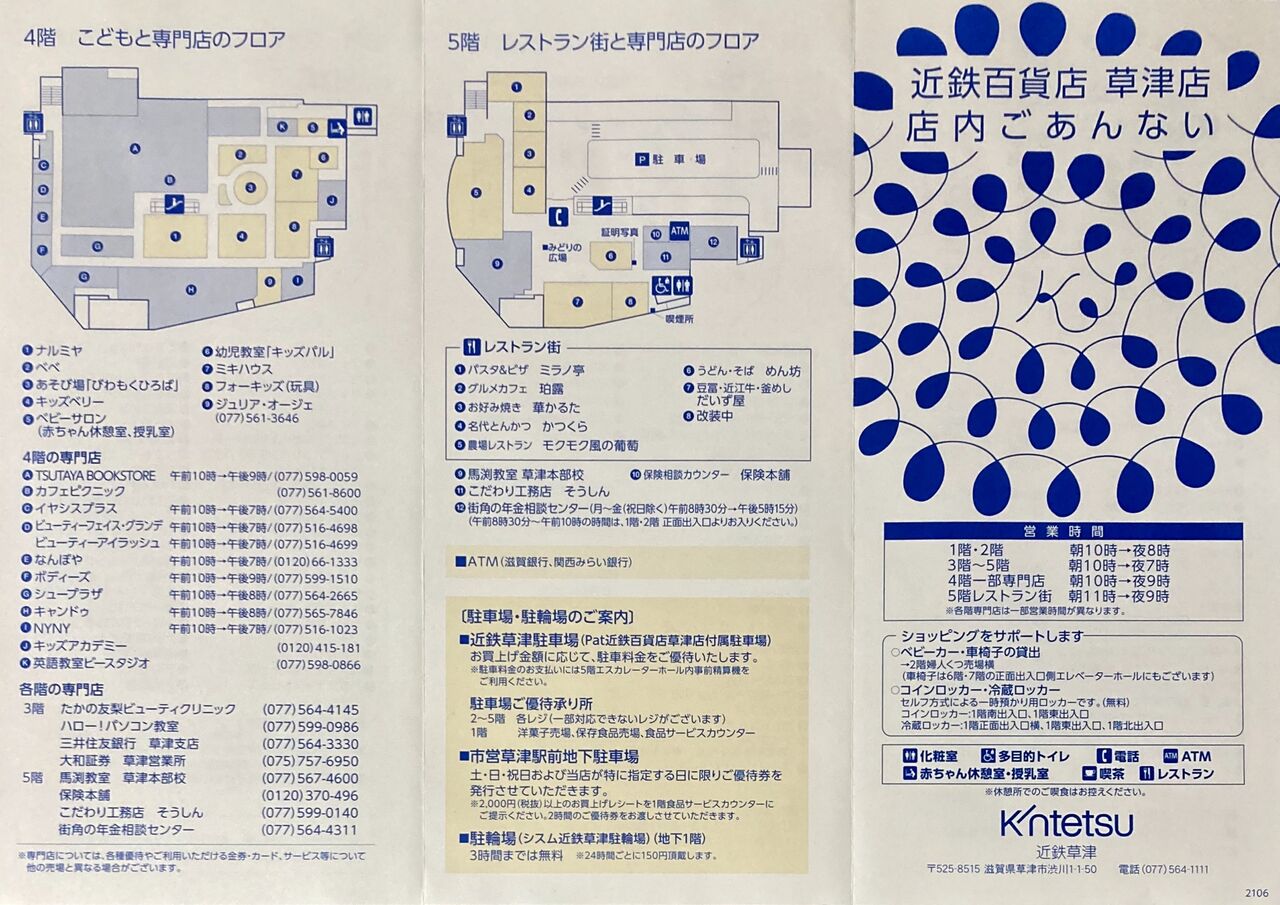 4階 こどもと専門店のフロア
A
B
C
D
E
F
G
G
H
I
J
K
1
2
3
4
5
6
7
8
9
❶ナルミヤ
❷べべ
❸あそび場「びわもくひろば」
❹キッズベリー
❺ベビーサロン
(赤ちゃん休憩室、授乳室)
❻幼児教室「キッズパル」
❼ミキハウス
❽フォーキッズ(玩具)
❾ジュリア・オージェ
(077)561-3646
4階の専門店
A TSUTAYA BOOKSTORE 午前10時→午後9時/(077)598-0059
B カフェピクニック (077)561-8600
C イヤシスプラス 午前10時→午後7時/(077)564-5400
D ビューティーフェイス・グランデ 午前10時→午後7時/(077)516-4698
ビューティーアイラッシュ 午前10時→午後7時/(077)516-4699
E なんぼや 午前10時→午後7時/(0120)66-1333
F ボディーズ 午前10時→午後9時/(077)599-1510
G シュープラザ 午前10時→午後8時/(077)564-2665
H キャンドゥ 午前10時→午後8時/(077)565-7846
I NYNY 午前10時→午後7時/(077)516-1023
J キッズアカデミー (0120)415-181
K 英語教室ピースタジオ (077)598-0866
各階の専門店
3階 たかの友梨ビューティクリニック (077)564-4145
ハロー!パソコン教室 (077)599-0986
三井住友銀行 草津支店 (077)564-3330
大和証券 草津営業所 (075)757-6950
5階 馬渕教室 草津本部校 (077)567-4600
保険本舗 (0120)370-496
こだわり工務店 そうしん (077)599-0140
街角の年金相談センター (077)564-4311
※専門店については、各種優待やご利用いただける金券・カード、サービス等について
他の売場と異なる場合がございます。
5階 レストラン街と専門店のフロア
1
2
3
4
5
P 駐車場
■みどりの
広場
証明写真
6
7
8
9
10
ATM
11
12
喫煙所
レストラン街
❶パスタ&ピザ ミラノ亭
❷グルメカフェ 珀露
❸お好み焼き 華かるた
❹名代とんかつ かつくら
❺農場レストラン モクモク風の葡萄
❻うどん・そば めん坊
❼豆冨・近江牛・釜めし
だいず屋
❽改装中
❾馬渕教室 草津本部校 ❿保険相談カウンター 保険本舗
⓫こだわり工務店 そうしん
⓬街角の年金相談センター(月〜金(祝日除く)午前8時30分→午後5時15分)
(午前8時30分〜午前10時の時間は、1階・2階 正面出入口よりお入りください。)
■ATM(滋賀銀行、関西みらい銀行)
〔駐車場・駐輪場のご案内〕
■近鉄草津駐車場(Pat近鉄百貨店草津店付属駐車場)
お買上げ金額に応じて、駐車料金をご優待いたします。
※駐車料金のお支払いには5階エスカレーターホール内事前精算機を
ご利用ください。
駐車場ご優待承り所
2〜5階 各レジ(一部対応できないレジがございます)
1階 洋菓子売場、保存食品売場、食品サービスカウンター
■市営草津駅前地下駐車場
土・日・祝日および当店が特に指定する日に限りご優待券を
発行させていただきます。
※2,000円(税抜)以上のお買上げレシートを1階食品サービスカウンターに
ご提示ください。2時間のご優待券をお渡しさせていただきます。
■駐輪場(シスム近鉄草津駐輪場)(地下1階)
3時間までは無料 ※24時間ごとに150円頂戴します。
近鉄百貨店 草津店
店内ごあんない
K
営業時間
1階・2階 朝10時→夜8時
3階〜5階 朝10時→夜7時
4階一部専門店 朝10時→夜9時
5階レストラン街 朝11時→夜9時
※各階専門店は一部営業時間が異なります。
ショッピングをサポートします
○ベビーカー・車椅子の貸出
→2階婦人くつ売場横
(車椅子は6階・7階の正面出入口側エレベーターホールにもございます)
○コインロッカー・冷蔵ロッカー
セルフ方式による一時預かり用ロッカーです。(無料)
コインロッカー:1階南出入口、1階東出入口
冷蔵ロッカー:1階正面出入口横、1階東出入口、1階北出入口
化粧室 多目的トイレ 電話 ATM ATM
赤ちゃん休憩室・授乳室 喫茶 レストラン
※休憩所でのご喫食はお控えください。
Kintetsu
近鉄草津
〒525-8515 滋賀県草津市渋川1-1-50 電話(077)564-1111
2106